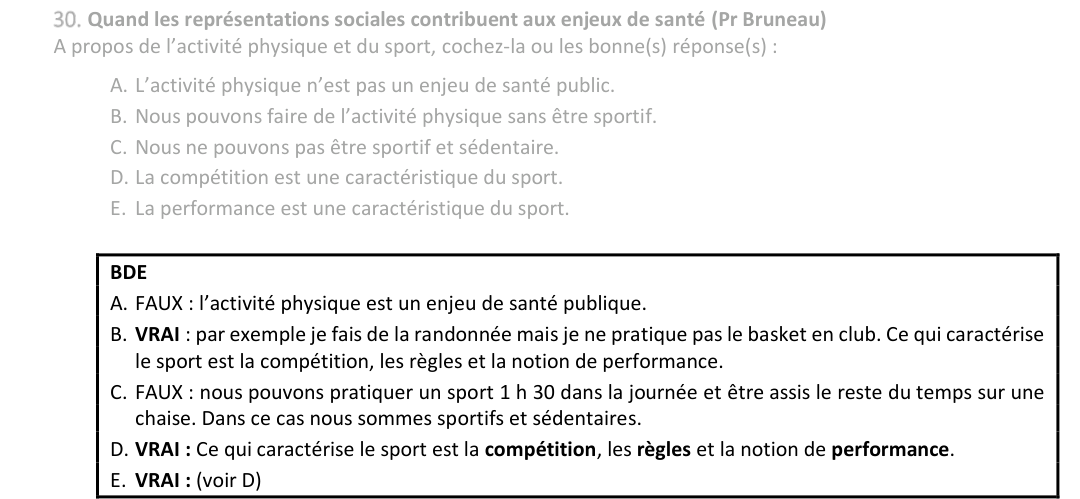 30. Quand les représentations sociales contribuent aux enjeux de santé (Pr Bruneau)
A propos de l’activité physique et du sport, cochez-la ou les bonne(s) réponse(s) :
A. L’activité physique n’est pas un enjeu de santé public.
B. Nous pouvons faire de l’activité physique sans être sportif.
C. Nous ne pouvons pas être sportif et sédentaire.
D. La compétition est une caractéristique du sport.
E. La performance est une caractéristique du sport.
BDE
A. FAUX : l’activité physique est un enjeu de santé publique.
B. VRAI : par exemple je fais de la randonnée mais je ne pratique pas le basket en club. Ce qui caractérise
le sport est la compétition, les règles et la notion de performance.
C. FAUX : nous pouvons pratiquer un sport 1 h 30 dans la journée et être assis le reste du temps sur une
chaise. Dans ce cas nous sommes sportifs et sédentaires.
D. VRAI : Ce qui caractérise le sport est la compétition, les règles et la notion de performance.
E. VRAI : (voir D)